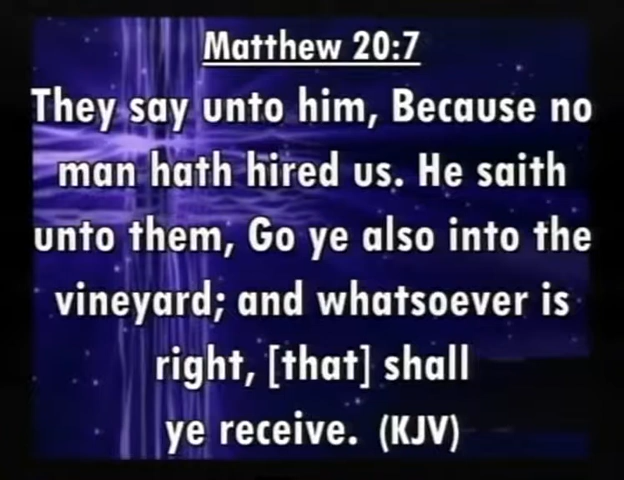 Matthew 20:7
They say unto him, Because no
man hath hired us. He saith
unto them, Go ye also into the
vineyard; and whatsoever is
right, [that] shall
ye receive. (KJV)